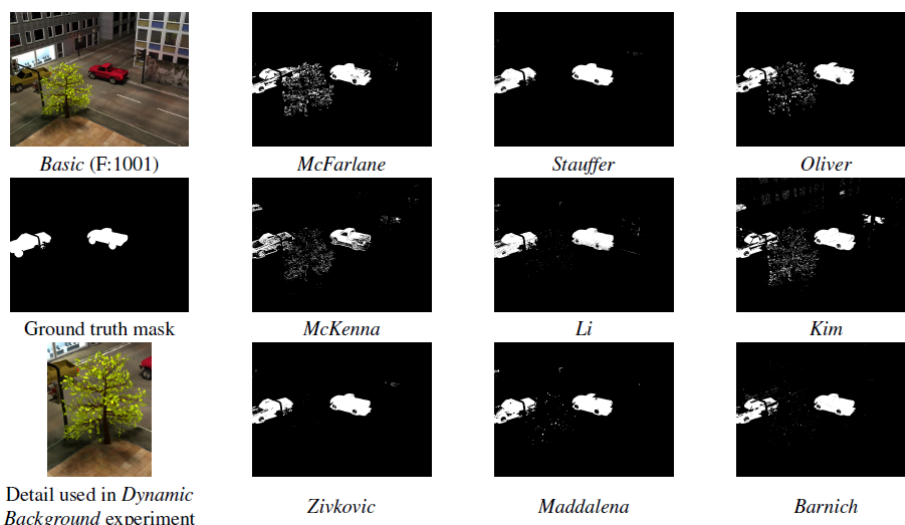 Basic (F:1001)
McFarlane
Stauffer
Oliver
Ground truth mask
McKenna
Li
Kim
Detail used in Dynamic
Background experiment
Zivkovic
Maddalena
Barnich